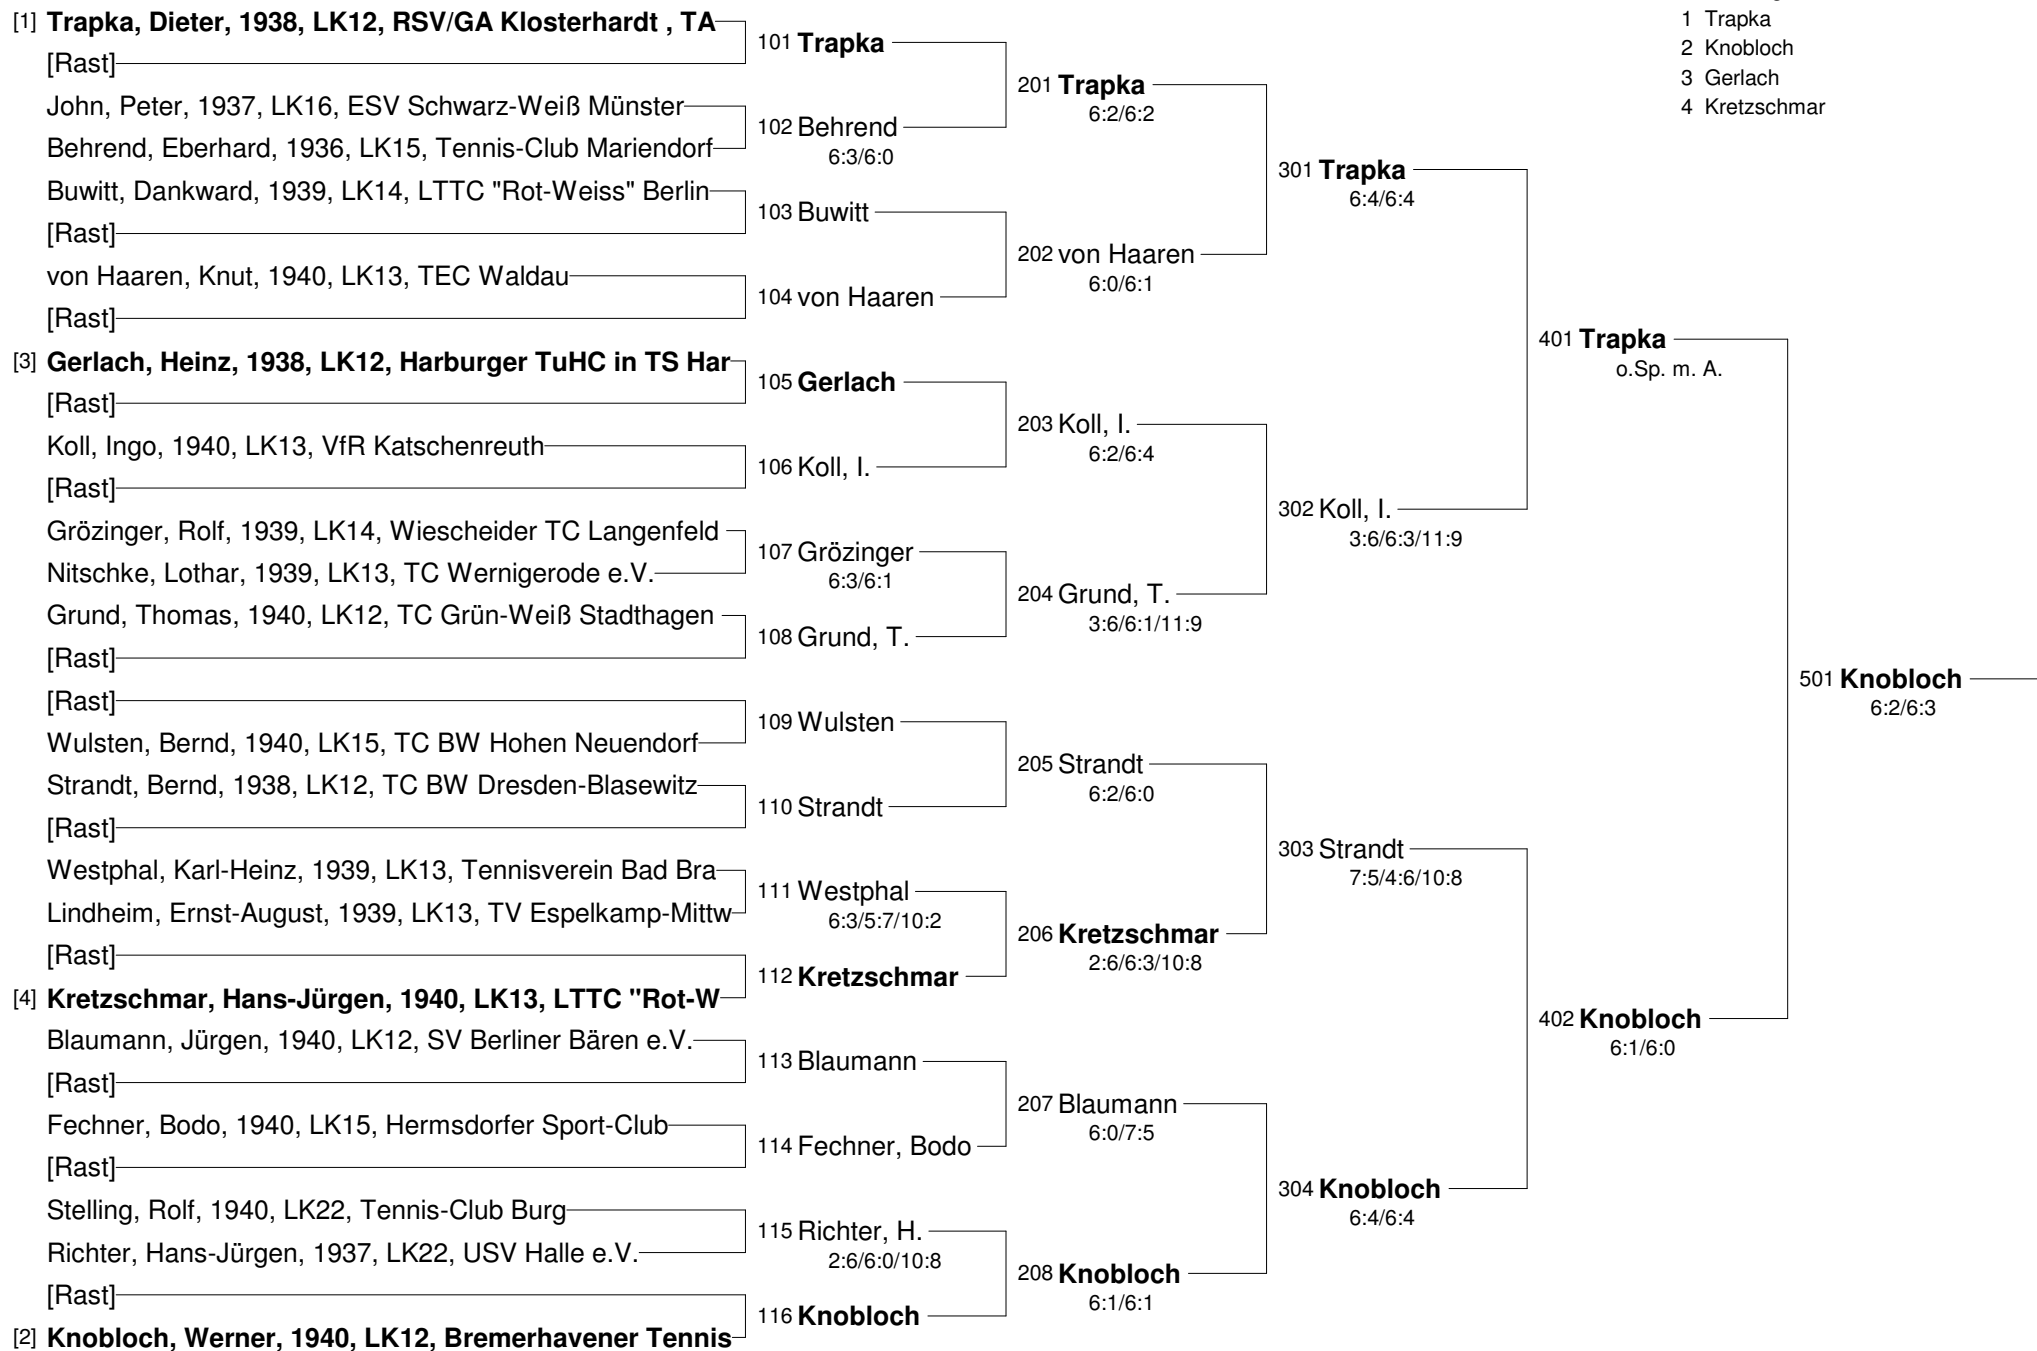 [1] Trapka, Dieter, 1938, LK12, RSV/GA Klosterhardt , TA
[Rast]
John, Peter, 1937, LK16, ESV Schwarz-Weiß Münster
Behrend, Eberhard, 1936, LK15, Tennis-Club Mariendorf
Buwitt, Dankward, 1939, LK14, LTTC "Rot-Weiss" Berlin
[Rast]
von Haaren, Knut, 1940, LK13, TEC Waldau
[Rast]
[3] Gerlach, Heinz, 1938, LK12, Harburger TuHC in TS Har
[Rast]
Koll, Ingo, 1940, LK13, VfR Katschenreuth
[Rast]
Grözinger, Rolf, 1939, LK14, Wiescheider TC Langenfeld
Nitschke, Lothar, 1939, LK13, TC Wernigerode e.V.
Grund, Thomas, 1940, LK12, TC Grün-Weiß Stadthagen
[Rast]
[Rast]
Wulsten, Bernd, 1940, LK15, TC BW Hohen Neuendorf
Strandt, Bernd, 1938, LK12, TC BW Dresden-Blasewitz
[Rast]
Westphal, Karl-Heinz, 1939, LK13, Tennisverein Bad Bra
Lindheim, Ernst-August, 1939, LK13, TV Espelkamp-Mittw
[Rast]
[4] Kretzschmar, Hans-Jürgen, 1940, LK13, LTTC "Rot-W
Blaumann, Jürgen, 1940, LK12, SV Berliner Bären e.V.
[Rast]
Fechner, Bodo, 1940, LK15, Hermsdorfer Sport-Club
[Rast]
Stelling, Rolf, 1940, LK22, Tennis-Club Burg
Richter, Hans-Jürgen, 1937, LK22, USV Halle e.V.
[Rast]
[2] Knobloch, Werner, 1940, LK12, Bremerhavener Tennis
101 Trapka
102 Behrend
6:3/6:0
103 Buwitt
104 von Haaren
105 Gerlach
106 Koll, I.
107 Grözinger
6:3/6:1
108 Grund, T.
109 Wulsten
110 Strandt
111 Westphal
6:3/5:7/10:2
112 Kretzschmar
113 Blaumann
114 Fechner, Bodo
115 Richter, H.
2:6/6:0/10:8
116 Knobloch
201 Trapka
6:2/6:2
202 von Haaren
6:0/6:1
203 Koll, I.
6:2/6:4
204 Grund, T.
3:6/6:1/11:9
205 Strandt
6:2/6:0
206 Kretzschmar
2:6/6:3/10:8
207 Blaumann
6:0/7:5
208 Knobloch
6:1/6:1
301 Trapka
6:4/6:4
302 Koll, I.
3:6/6:3/11:9
303 Strandt
7:5/4:6/10:8
304 Knobloch
6:4/6:4
401 Trapka
o.Sp. m. A.
402 Knobloch
6:1/6:0
501 Knobloch
6:2/6:3
1 Trapka
2 Knobloch
3 Gerlach
4 Kretzschmar